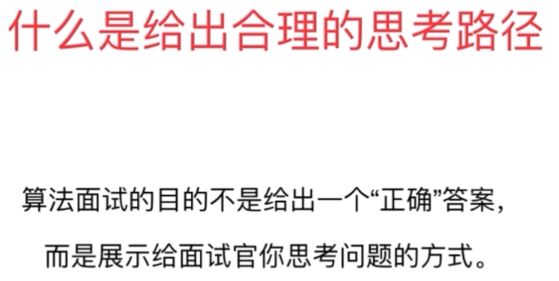 什么是给出合理的思考路径
算法面试的目的不是给出一个“正确”答案，
而是展示给面试官你思考问题的方式。